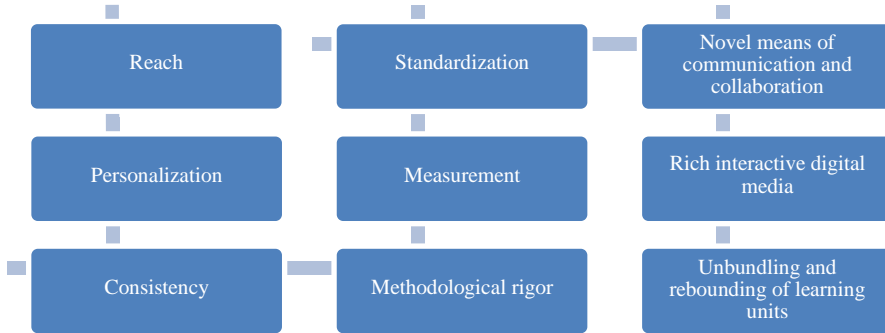 Reach
Standardization
Novel means of
communication and
collaboration
Personalization
Measurement
Rich interactive digital
media
Consistency
Methodological rigor
Unbundling and
rebounding of learning
units